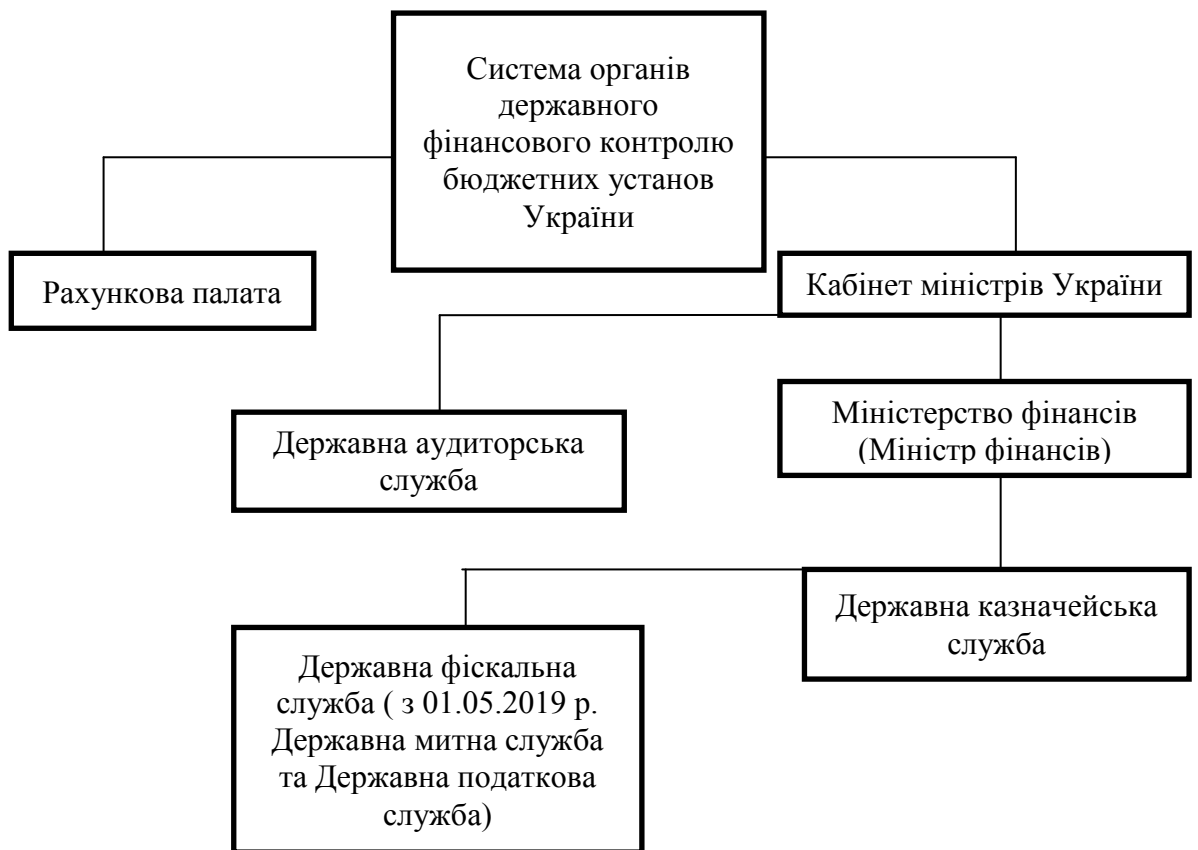 Система органів
державного
фінансового контролю
бюджетних установ
України
Рахункова палата
Кабінет міністрів України
Державна аудиторська
служба
Міністерство фінансів
(Міністр фінансів)
Державна казначейська
служба
Державна фіскальна
служба ( з 01.05.2019 р.
Державна митна служба
та Державна податкова
служба)